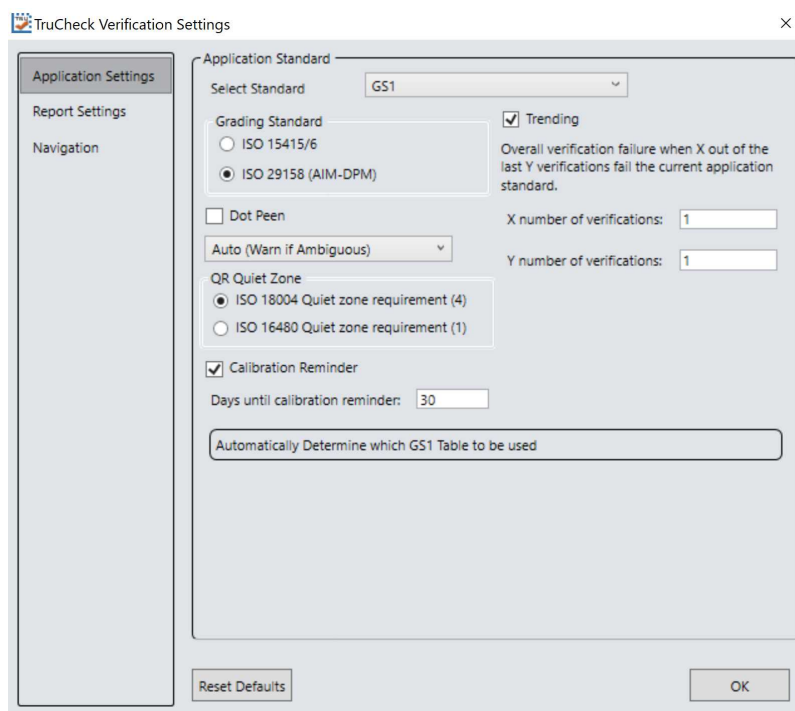 TruCheck Verification Settings
Application Settings
Report Settings
Navigation
Application Standard
Select Standard GS1
Grading Standard
ISO 15415/6
ISO 29158 (AIM-DPM)
Trending
Overall verification failure when X out of the
last Y verifications fail the current application
standard.
X number of verifications: 1
Y number of verifications: 1
Dot Peen
Auto (Warn if Ambiguous)
QR Quiet Zone
ISO 18004 Quiet zone requirement (4)
ISO 16480 Quiet zone requirement (1)
Calibration Reminder
Days until calibration reminder: 30
Automatically Determine which GS1 Table to be used
Reset Defaults
OK